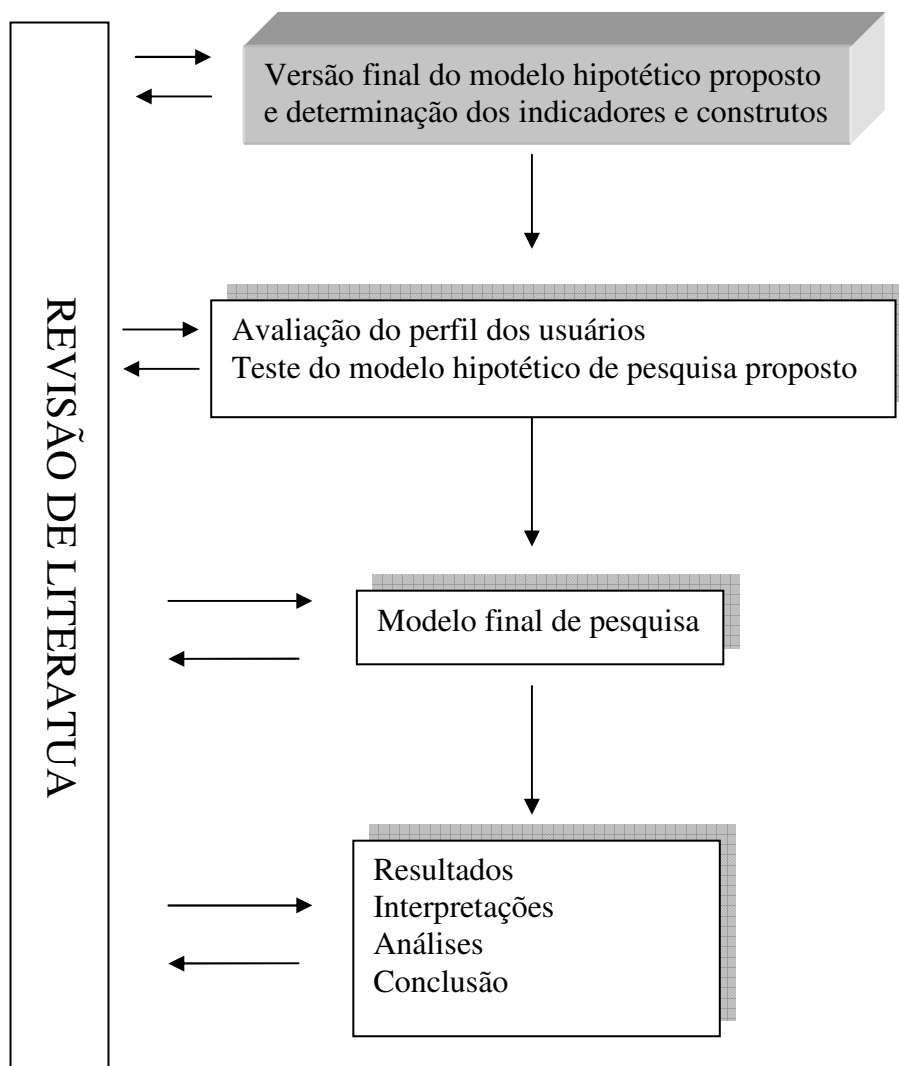 REVISÃO DE LITERATUA
Versão final do modelo hipotético proposto
e determinação dos indicadores e construtos
Avaliação do perfil dos usuários
Teste do modelo hipotético de pesquisa proposto
Modelo final de pesquisa
Resultados
Interpretações
Análises
Conclusão